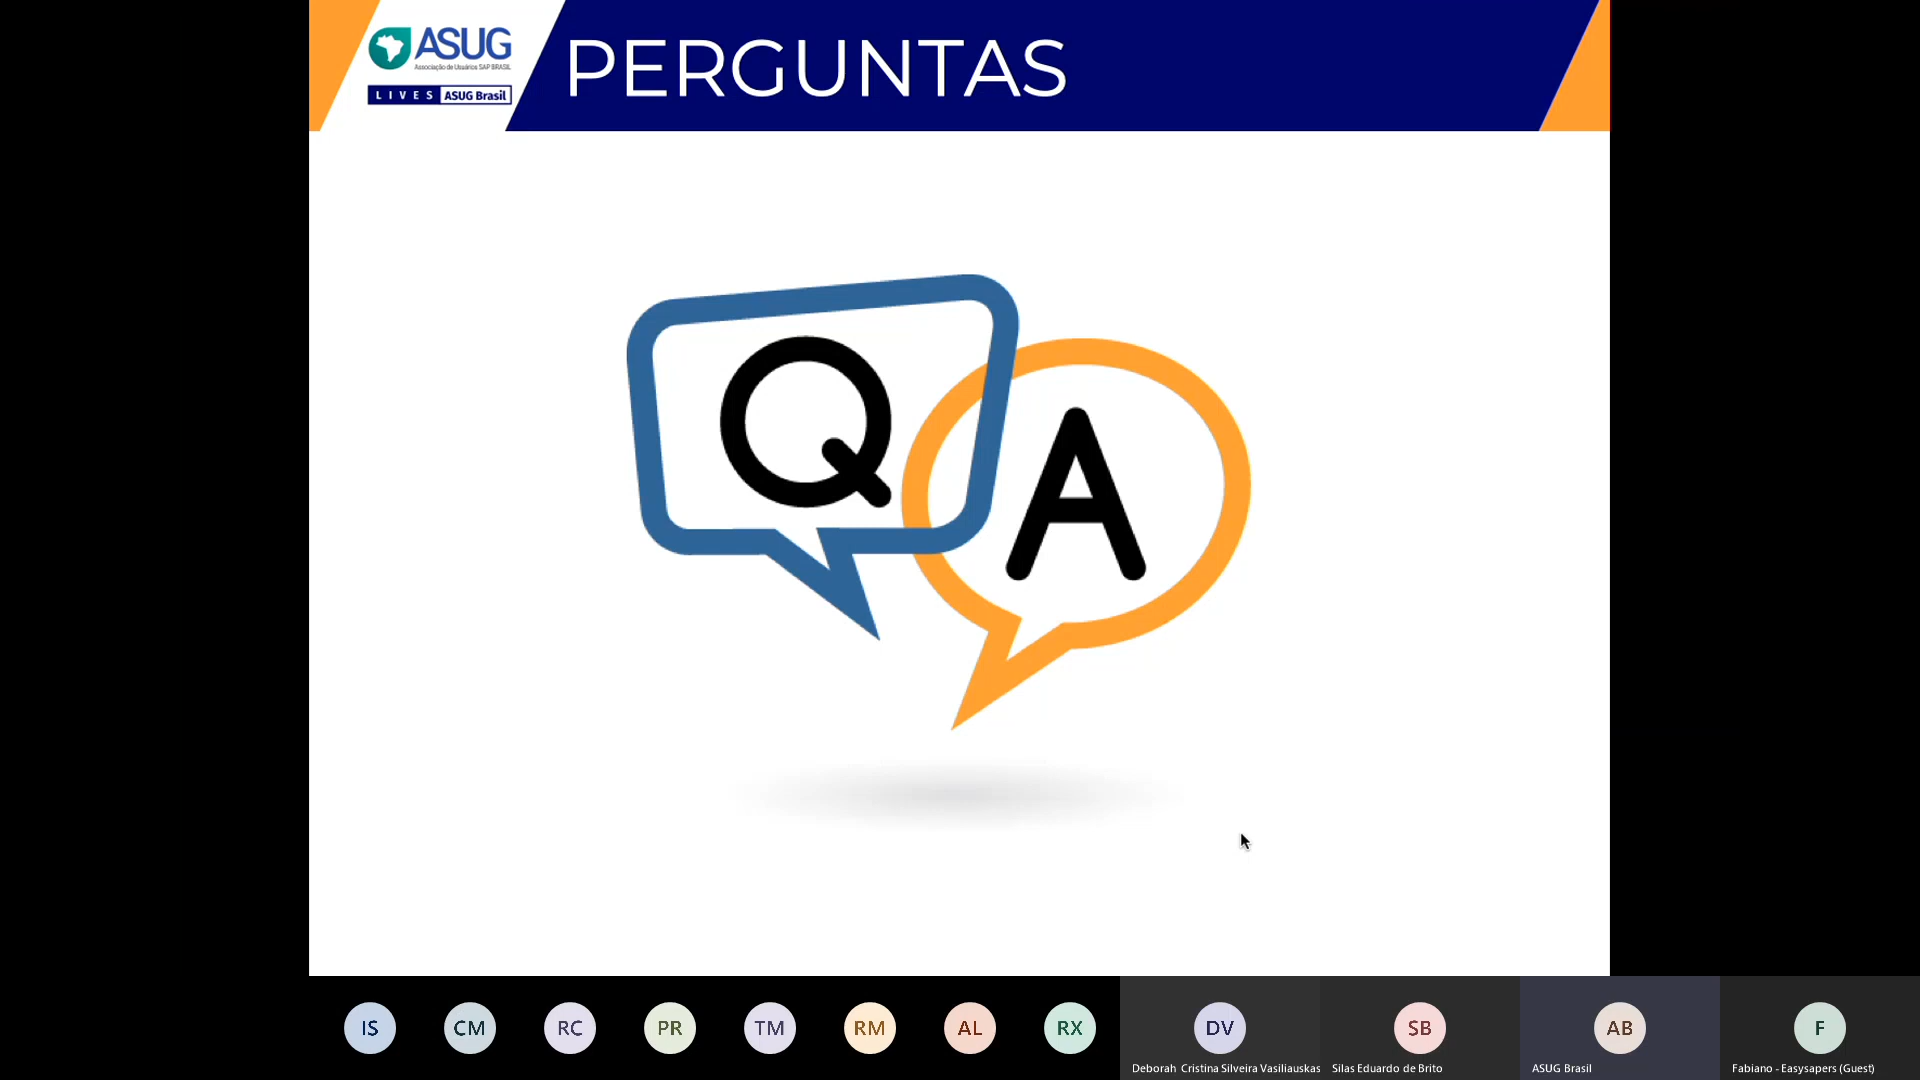 ASUG
Associação de Usuários SAP BRASIL
LIVES ASUG Brasil
PERGUNTAS
Q
A
IS CM RC PR TM RM AL RX DV SB AB F
Deborah Cristina Silveira Vasiliauskas Silas Eduardo de Brito ASUG Brasil Fabiano - Easysapers (Guest)